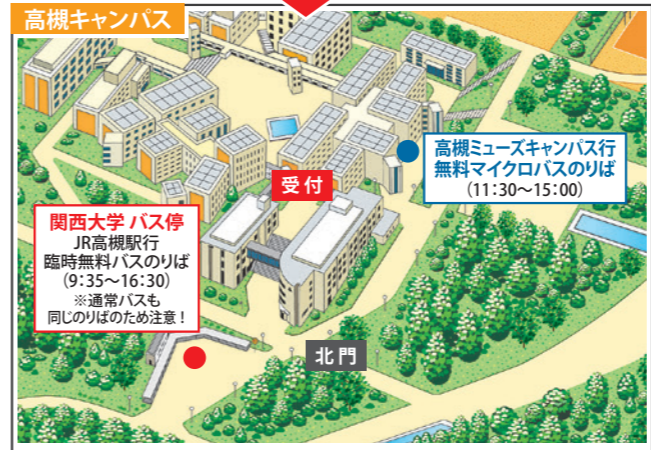 高槻キャンパス
高槻ミューズキャンパス行
無料マイクロバスのりば
(11:30〜15:00)
受付
関西大学 バス停
JR高槻駅行
臨時無料バスのりば
(9:35〜16:30)
※通常バスも
同じのりばのため注意！
北門